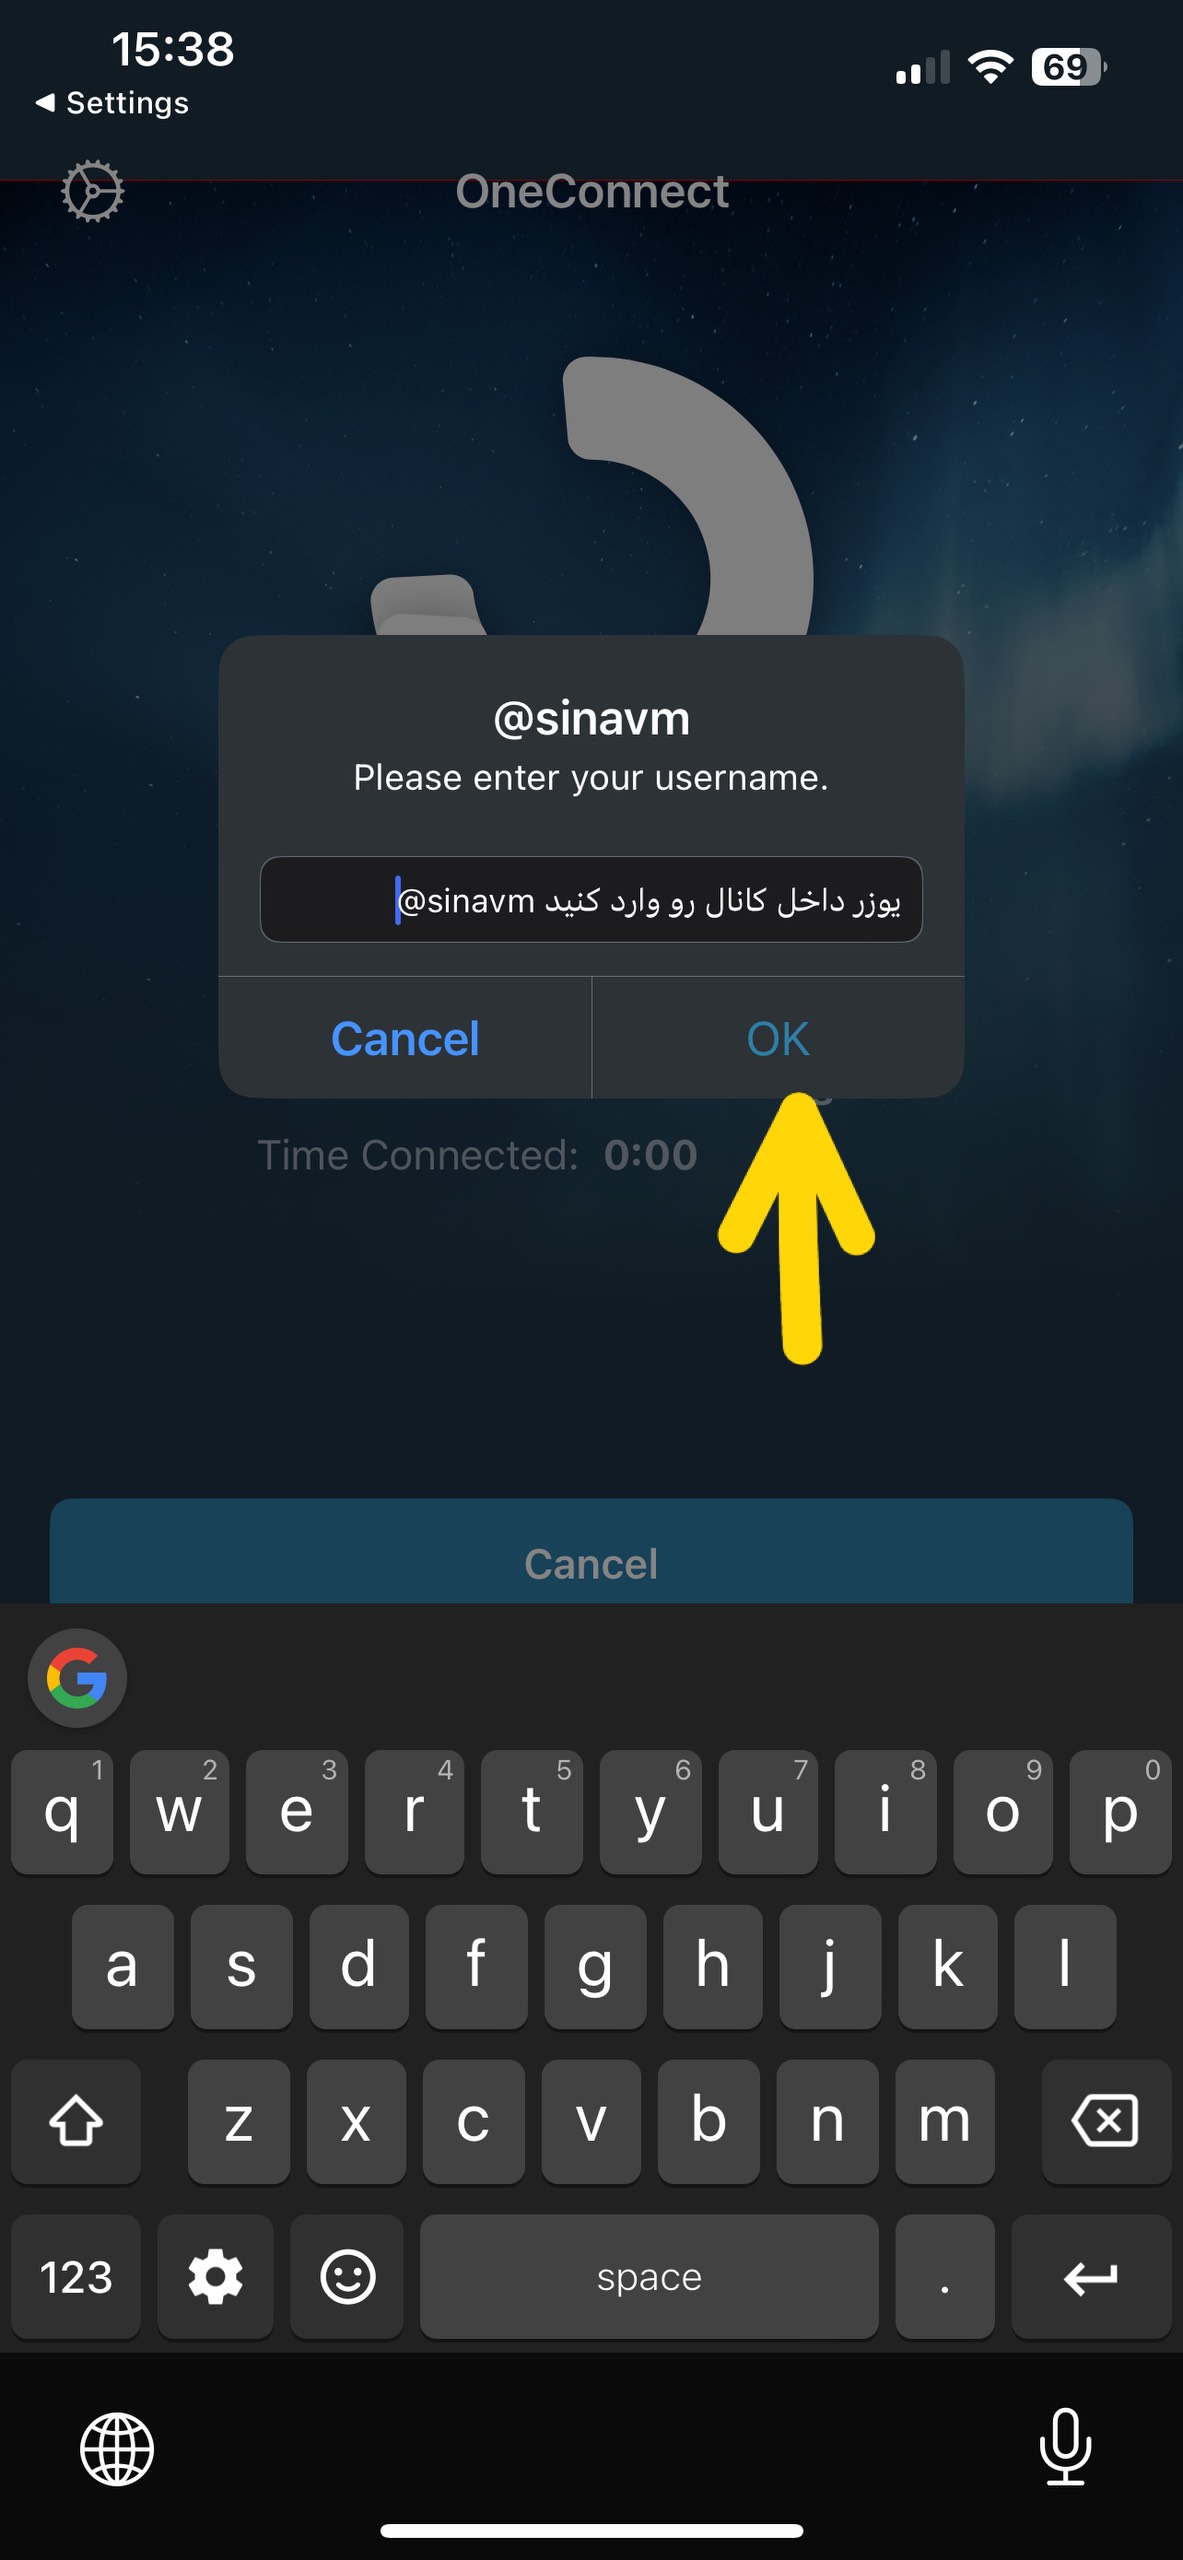 15:38
69
Settings
OneConnect
@sinavm
Please enter your username.
یوزر داخل کانال رو وارد کنید @sinavm
Cancel
OK
Time Connected: 0:00
Cancel
1 2 3 4 5 6 7 8 9 0
q w e r t y u i o p
a s d f g h j k l
z x c v b n m
123 space .